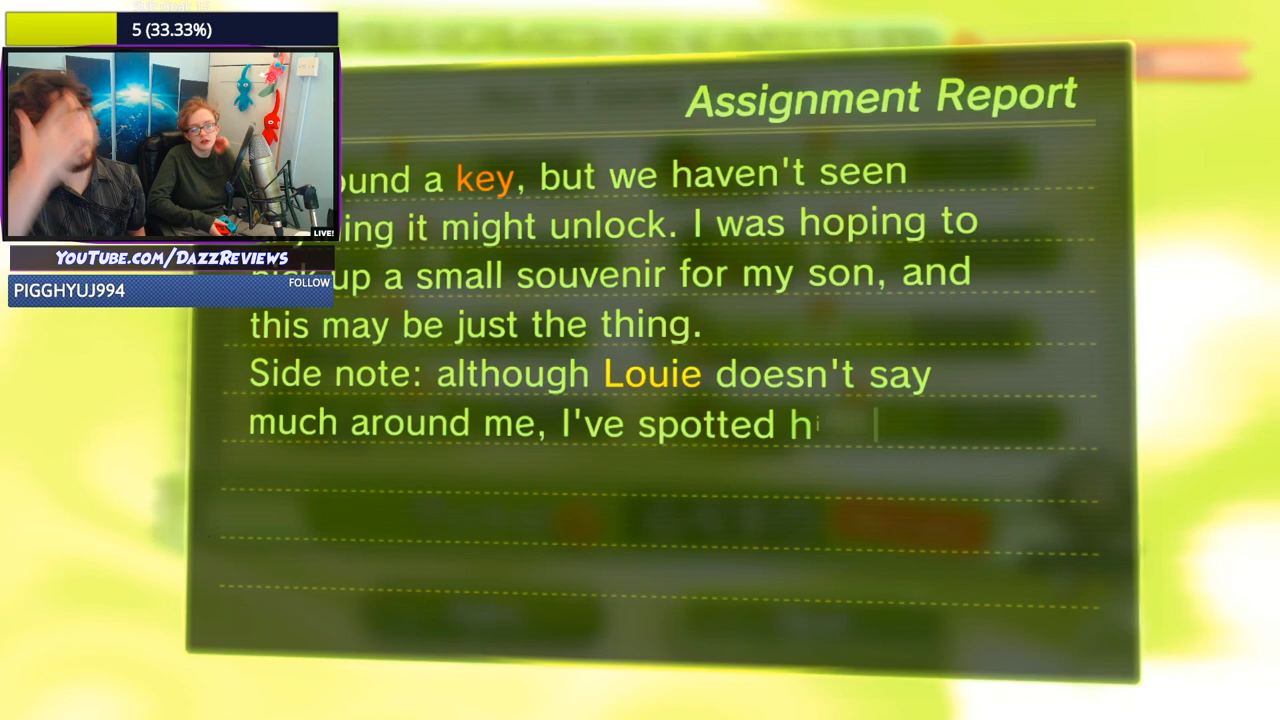 5 (33.33%)
Assignment Report
ound a key, but we haven't seen
ing it might unlock. I was hoping to
up a small souvenir for my son, and
this may be just the thing.
Side note: although Louie doesn't say
much around me, I've spotted hi
LIVE!
YOUTUBE.COM/DAZZREVIEWS
PIGGHYUJ994
FOLLOW